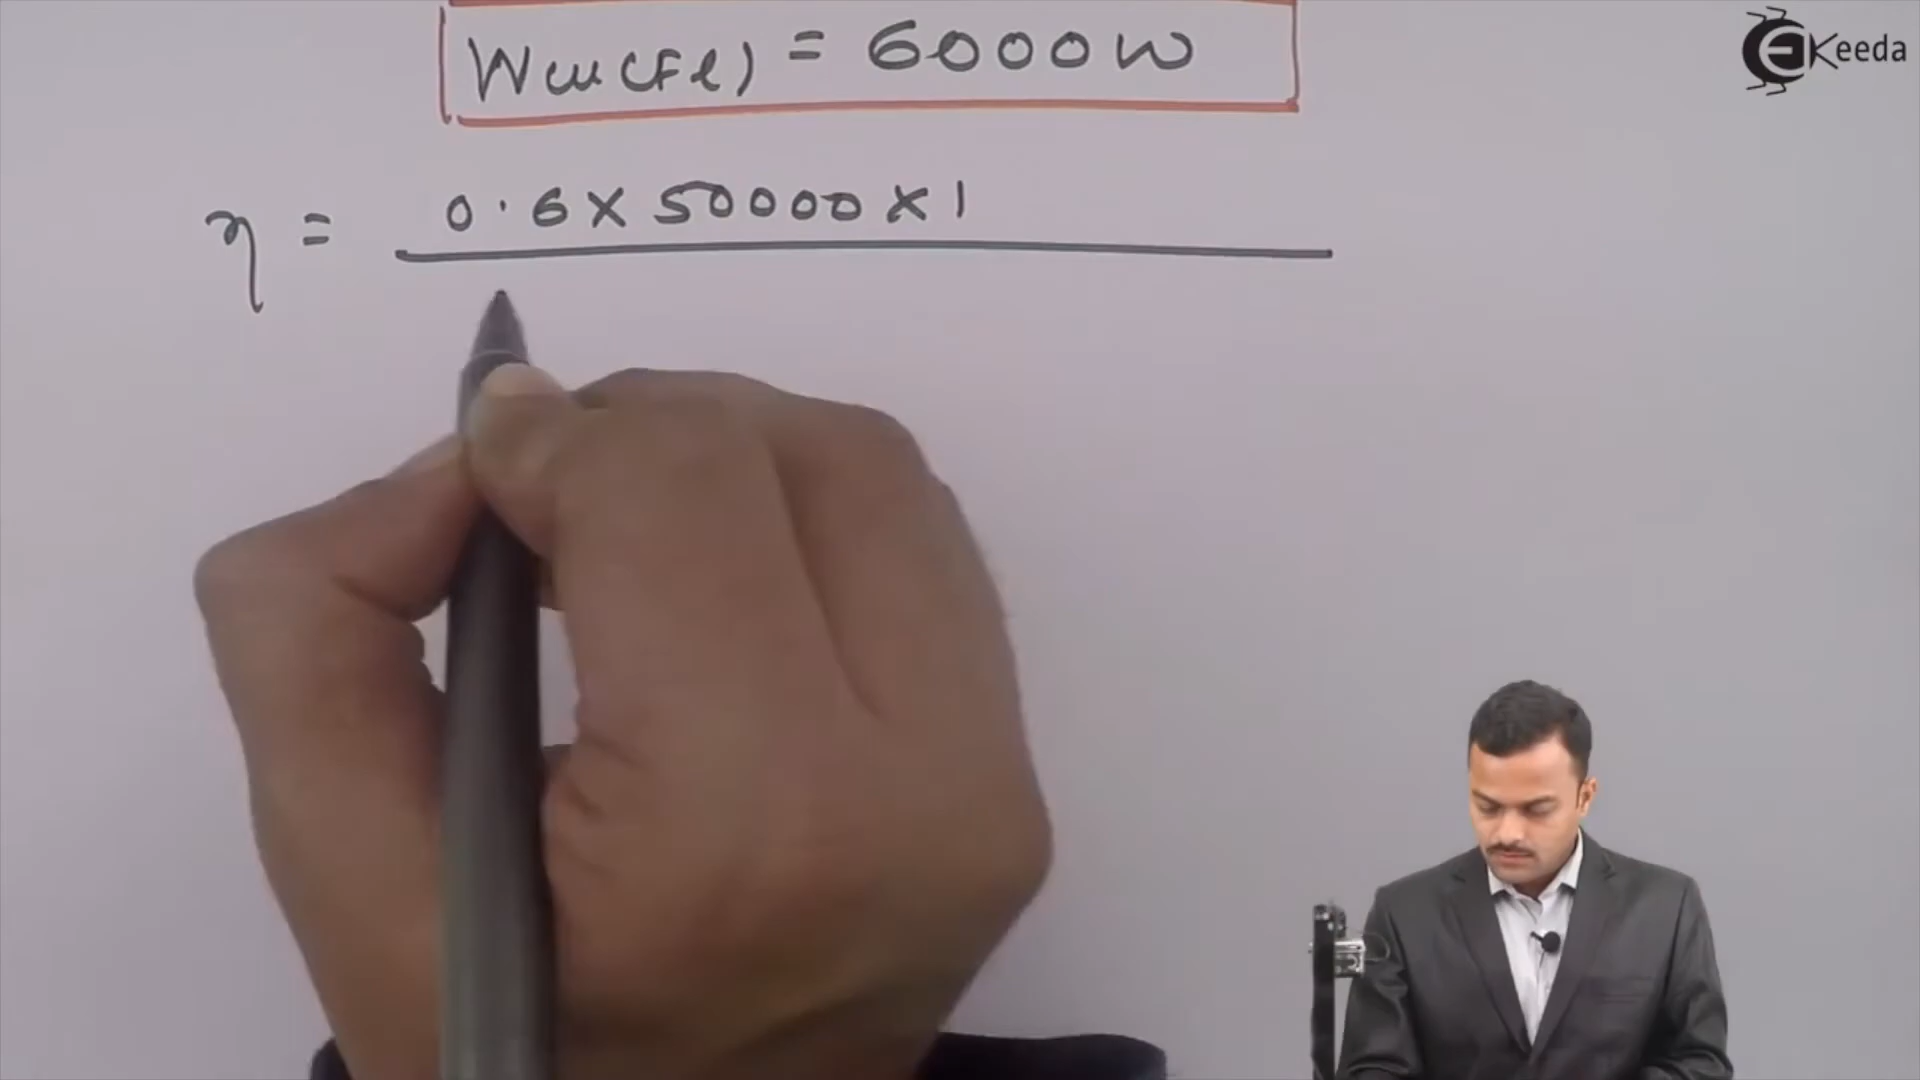 Keeda
Wcu(Fl) = 6000 W
η = 0.6 × 50000 × 1